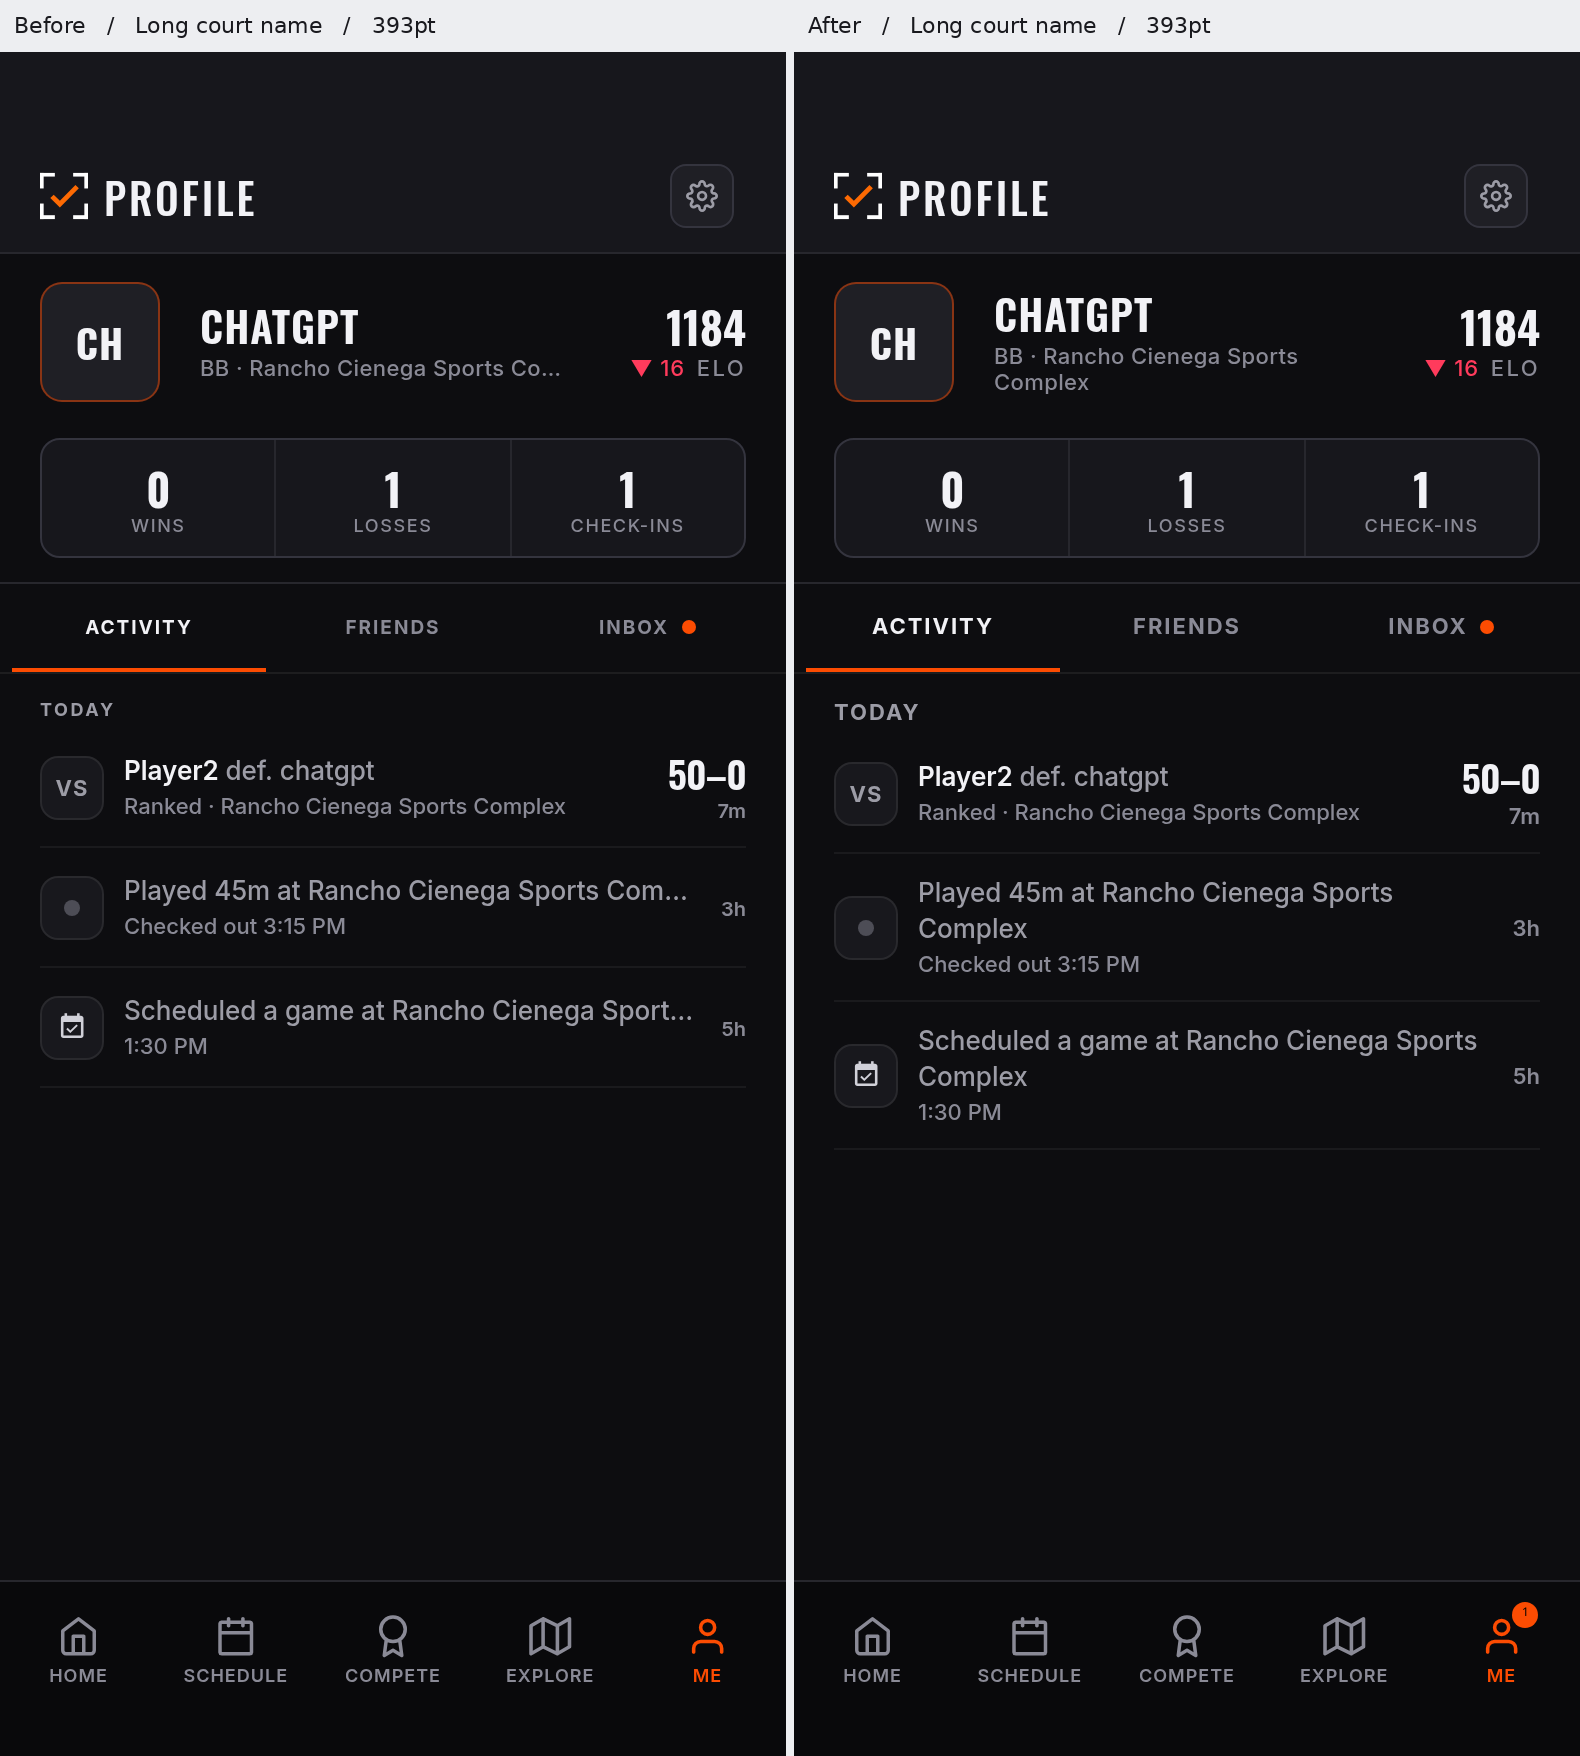 Before / Long court name / 393pt
PROFILE
CH
CHATGPT
BB · Rancho Cienega Sports Co...
1184
▼ 16 ELO
0
WINS
1
LOSSES
1
CHECK-INS
ACTIVITY
FRIENDS
INBOX
TODAY
VS
Player2 def. chatgpt
Ranked · Rancho Cienega Sports Complex
50–0
7m
Played 45m at Rancho Cienega Sports Com...
Checked out 3:15 PM
3h
Scheduled a game at Rancho Cienega Sport...
1:30 PM
5h
HOME
SCHEDULE
COMPETE
EXPLORE
ME
After / Long court name / 393pt
PROFILE
CH
CHATGPT
BB · Rancho Cienega Sports
Complex
1184
▼ 16 ELO
0
WINS
1
LOSSES
1
CHECK-INS
ACTIVITY
FRIENDS
INBOX
TODAY
VS
Player2 def. chatgpt
Ranked · Rancho Cienega Sports Complex
50–0
7m
Played 45m at Rancho Cienega Sports
Complex
Checked out 3:15 PM
3h
Scheduled a game at Rancho Cienega Sports
Complex
1:30 PM
5h
HOME
SCHEDULE
COMPETE
EXPLORE
1
ME